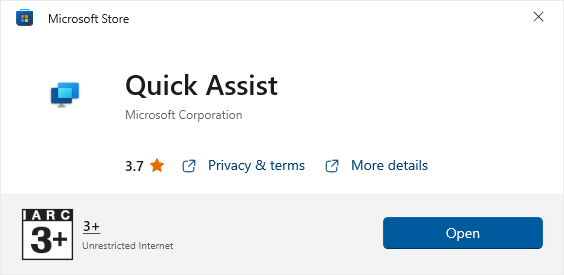 Microsoft Store
Quick Assist
Microsoft Corporation
3.7 Privacy & terms More details
IARC
3+
3+
Unrestricted Internet
Open